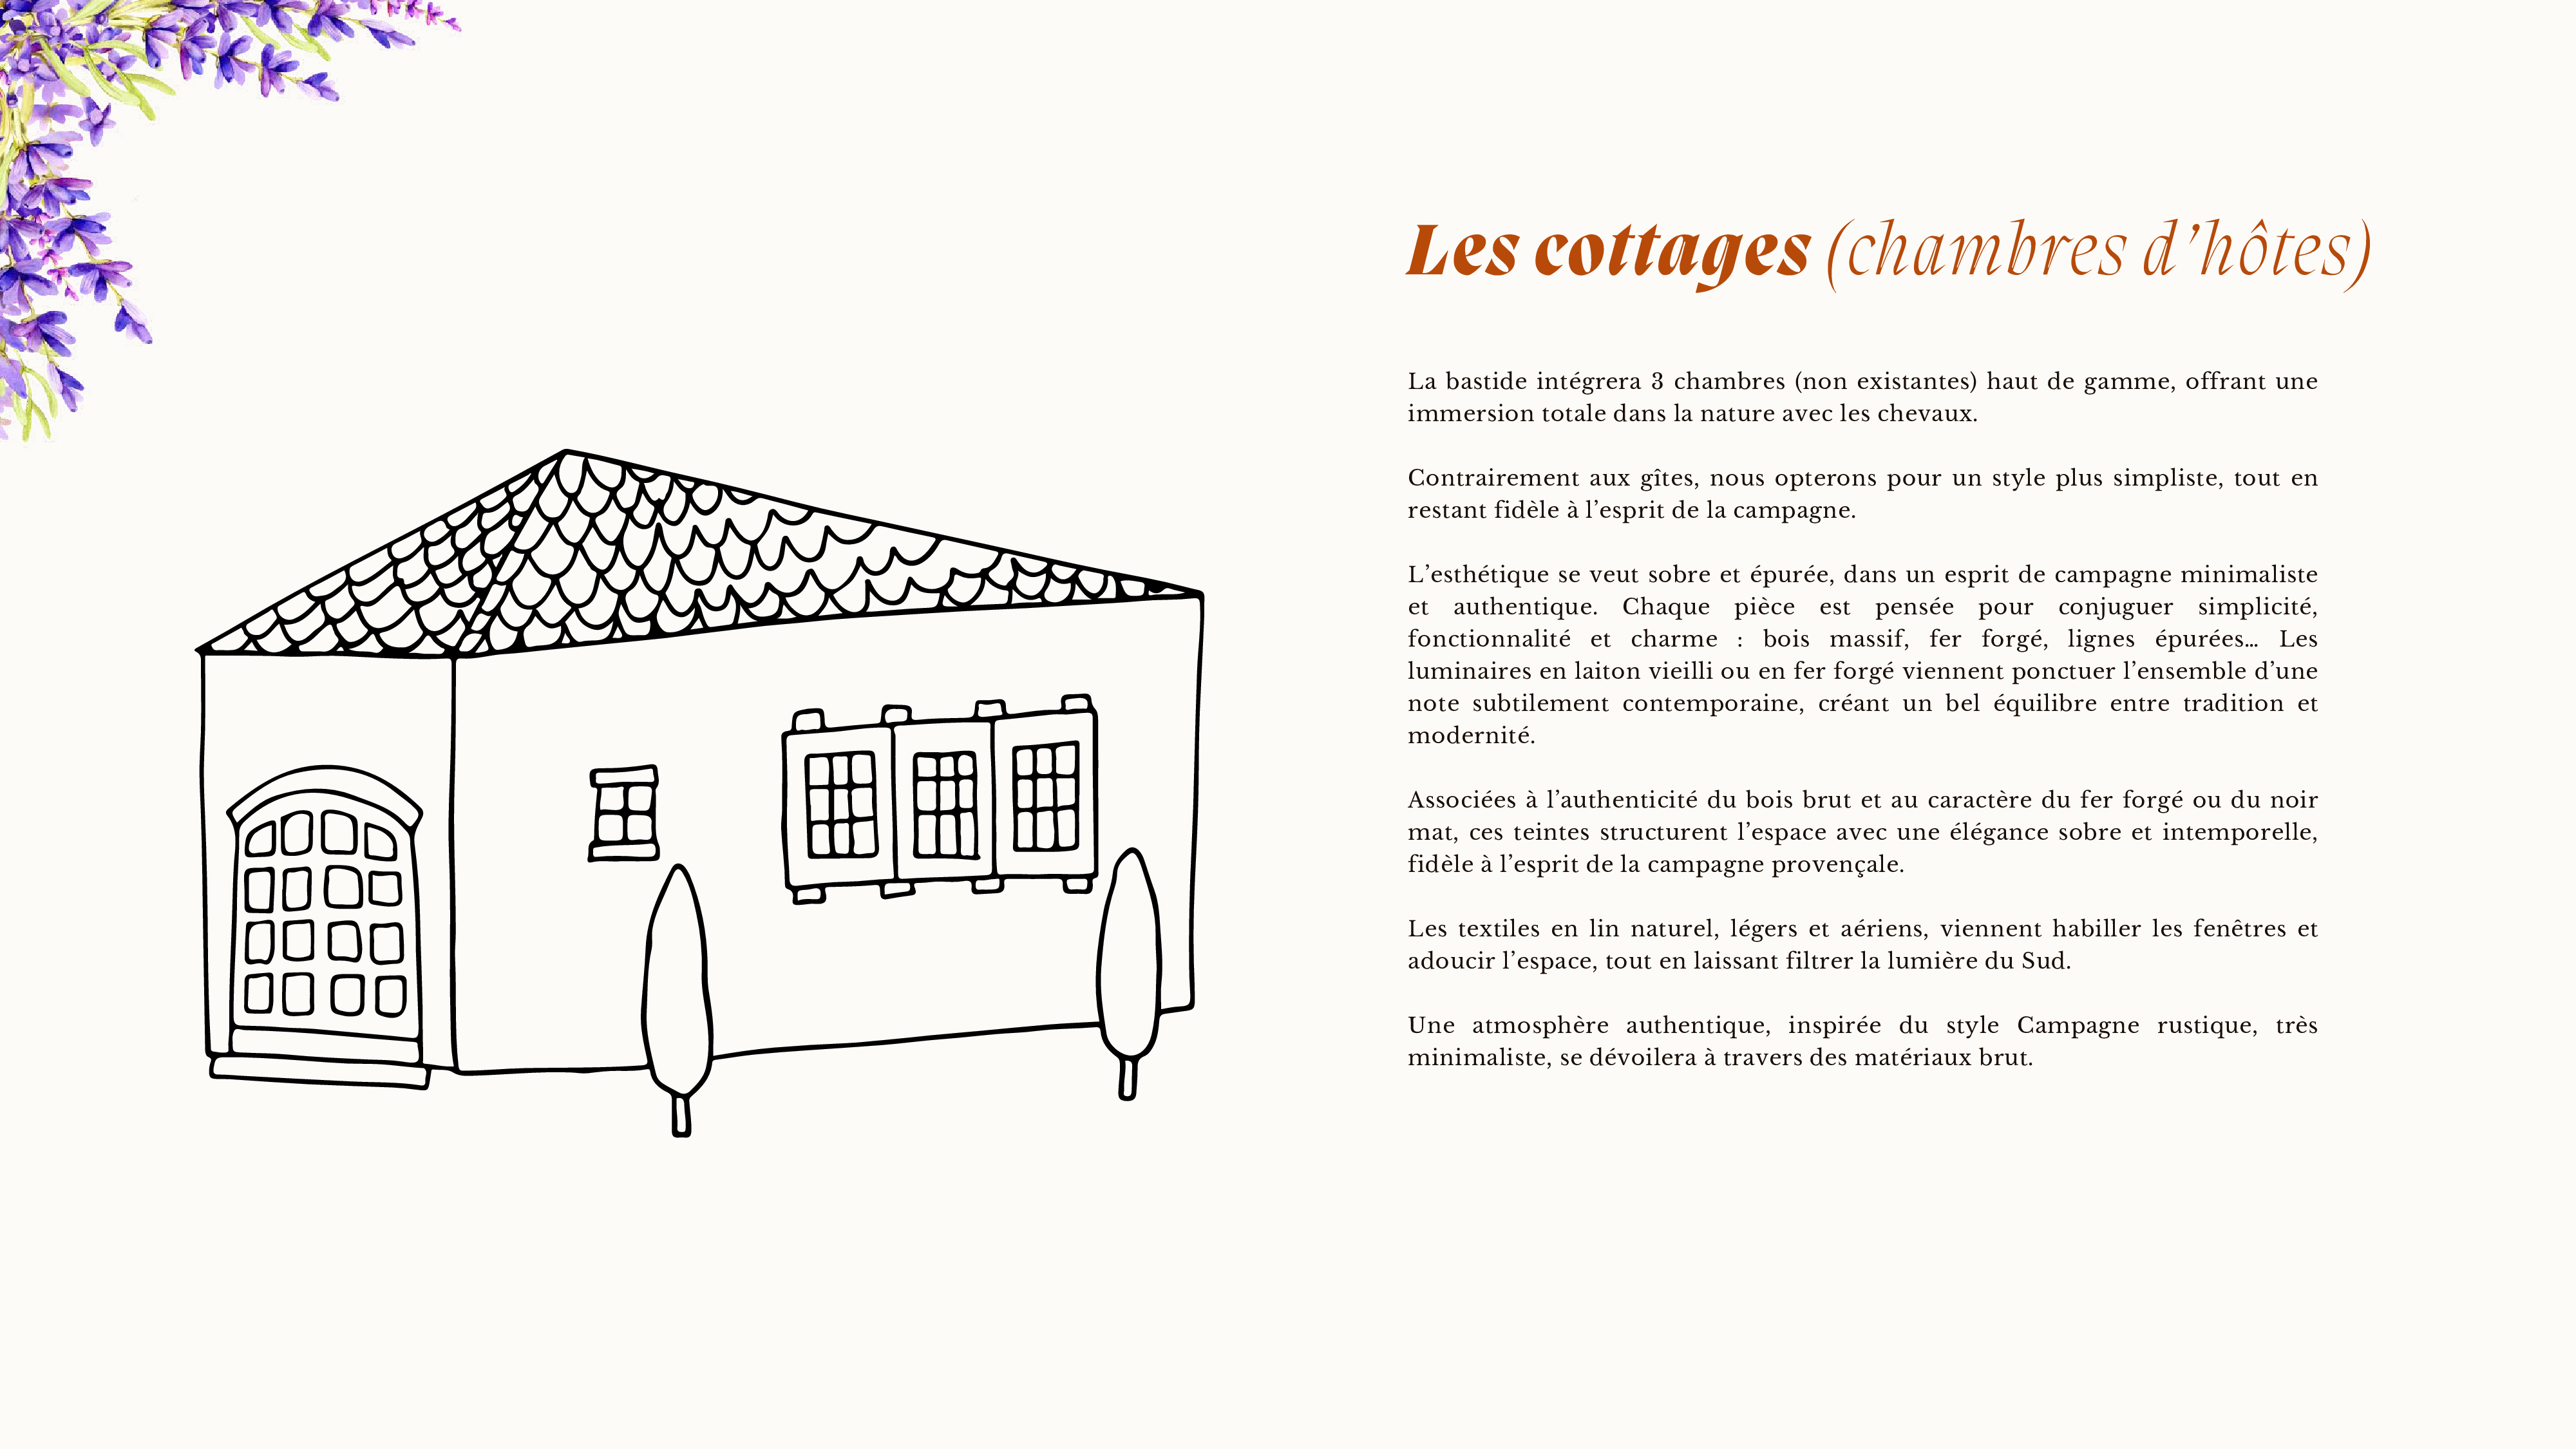 Les cottages (chambres d’hôtes)
La bastide intégrera 3 chambres (non existantes) haut de gamme, offrant une
immersion totale dans la nature avec les chevaux.
Contrairement aux gîtes, nous opterons pour un style plus simpliste, tout en
restant fidèle à l’esprit de la campagne.
L’esthétique se veut sobre et épurée, dans un esprit de campagne minimaliste
et authentique. Chaque pièce est pensée pour conjuguer simplicité,
fonctionnalité et charme : bois massif, fer forgé, lignes épurées… Les
luminaires en laiton vieilli ou en fer forgé viennent ponctuer l’ensemble d’une
note subtilement contemporaine, créant un bel équilibre entre tradition et
modernité.
Associées à l’authenticité du bois brut et au caractère du fer forgé ou du noir
mat, ces teintes structurent l’espace avec une élégance sobre et intemporelle,
fidèle à l’esprit de la campagne provençale.
Les textiles en lin naturel, légers et aériens, viennent habiller les fenêtres et
adoucir l’espace, tout en laissant filtrer la lumière du Sud.
Une atmosphère authentique, inspirée du style Campagne rustique, très
minimaliste, se dévoilera à travers des matériaux brut.